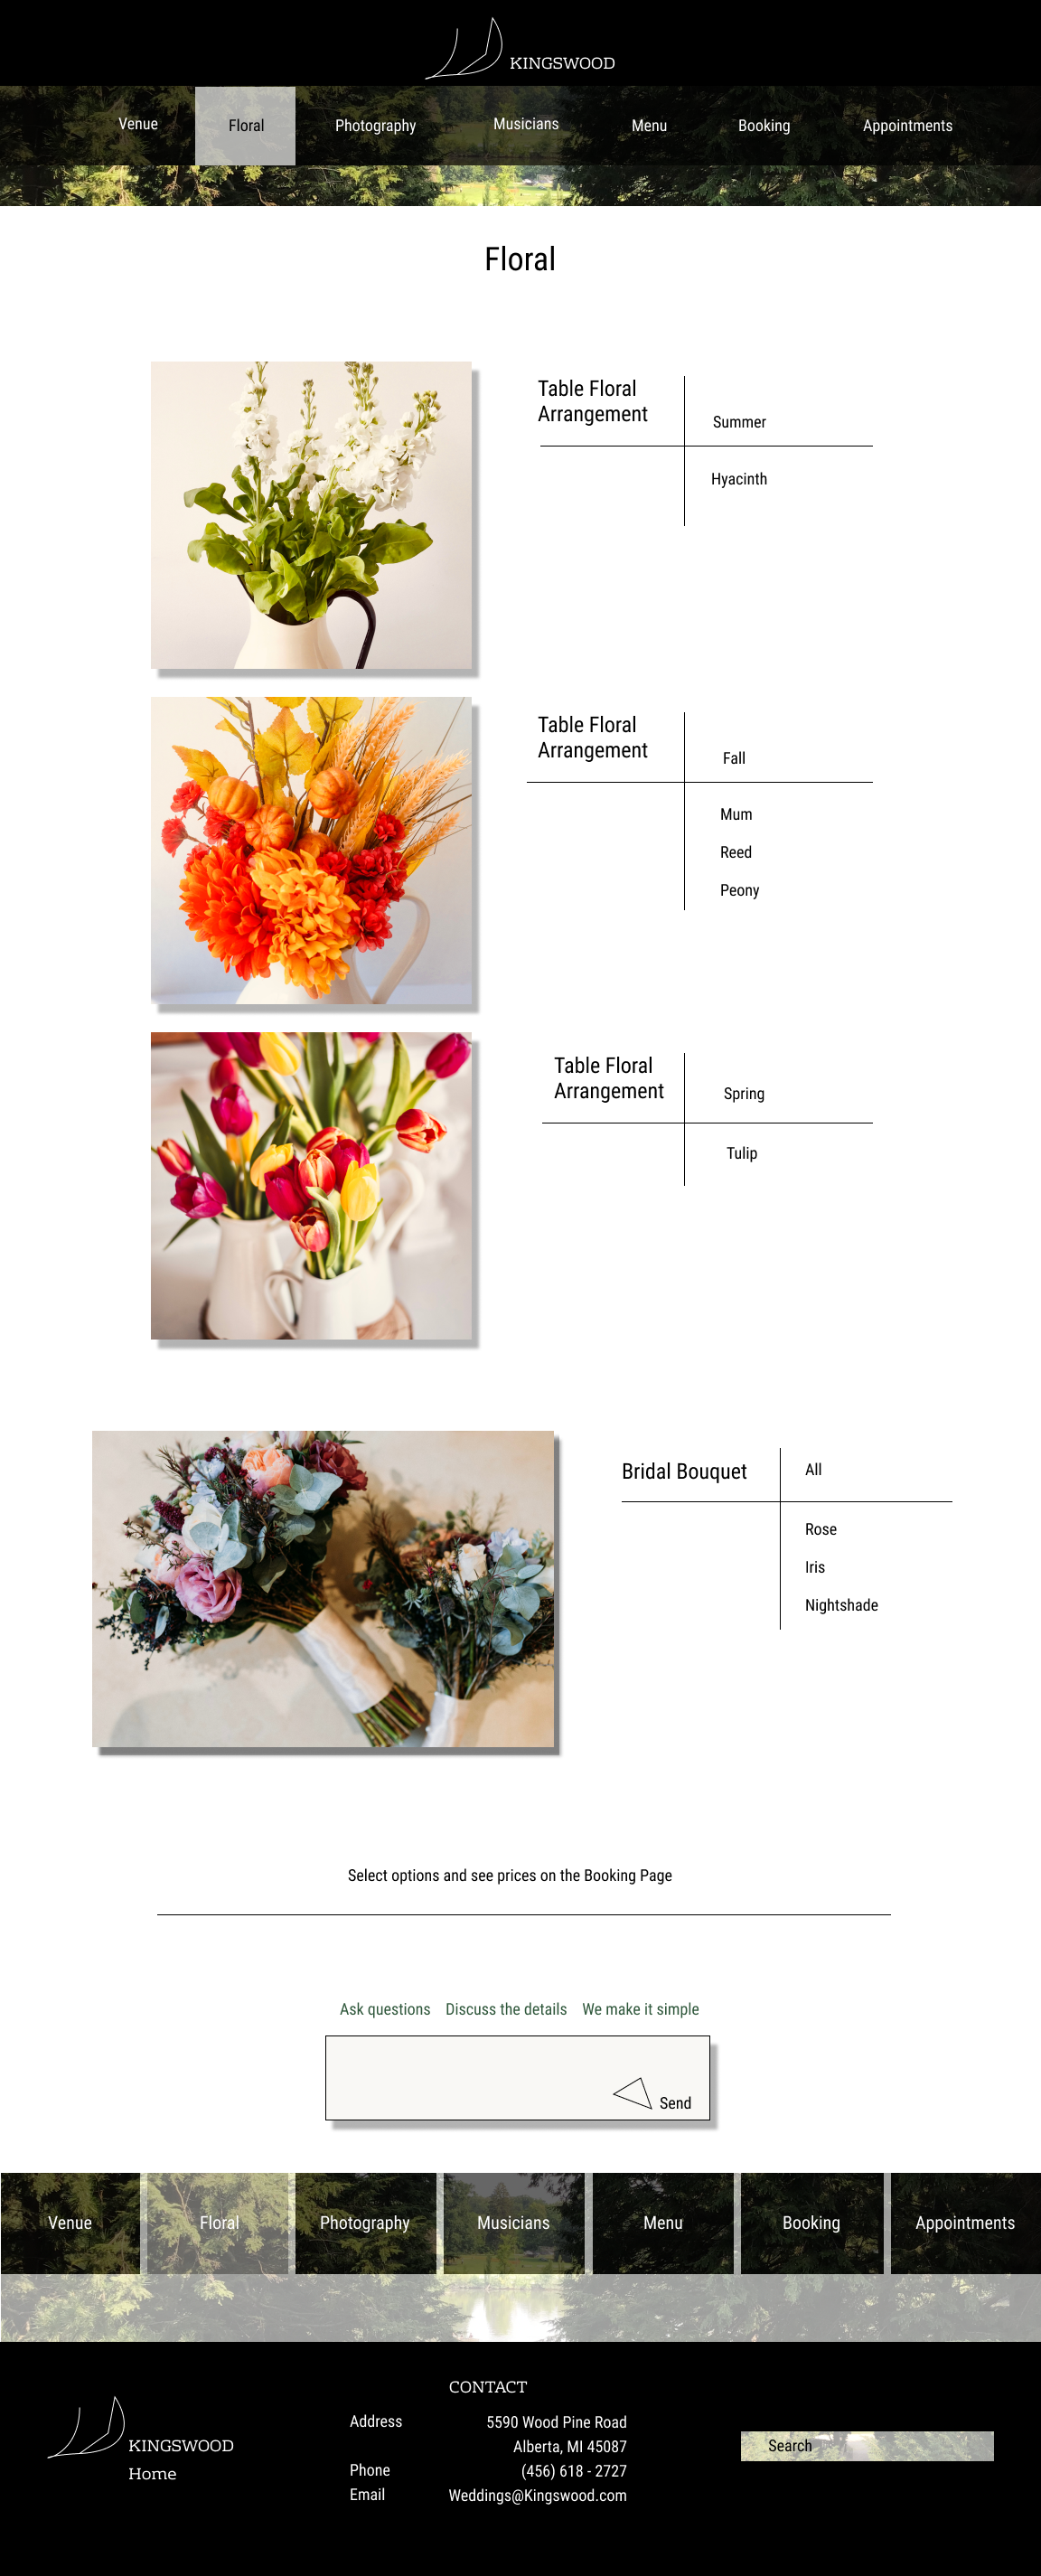 KINGSWOOD
Venue Floral Photography Musicians Menu Booking Appointments
Floral
Table Floral
Arrangement
Summer
Hyacinth
Table Floral
Arrangement
Fall
Mum
Reed
Peony
Table Floral
Arrangement
Spring
Tulip
Bridal Bouquet
All
Rose
Iris
Nightshade
Select options and see prices on the Booking Page
Ask questions Discuss the details We make it simple
Send
Venue Floral Photography Musicians Menu Booking Appointments
KINGSWOOD
Home
CONTACT
Address 5590 Wood Pine Road
Alberta, MI 45087
Phone (456) 618 - 2727
Email Weddings@Kingswood.com
Search